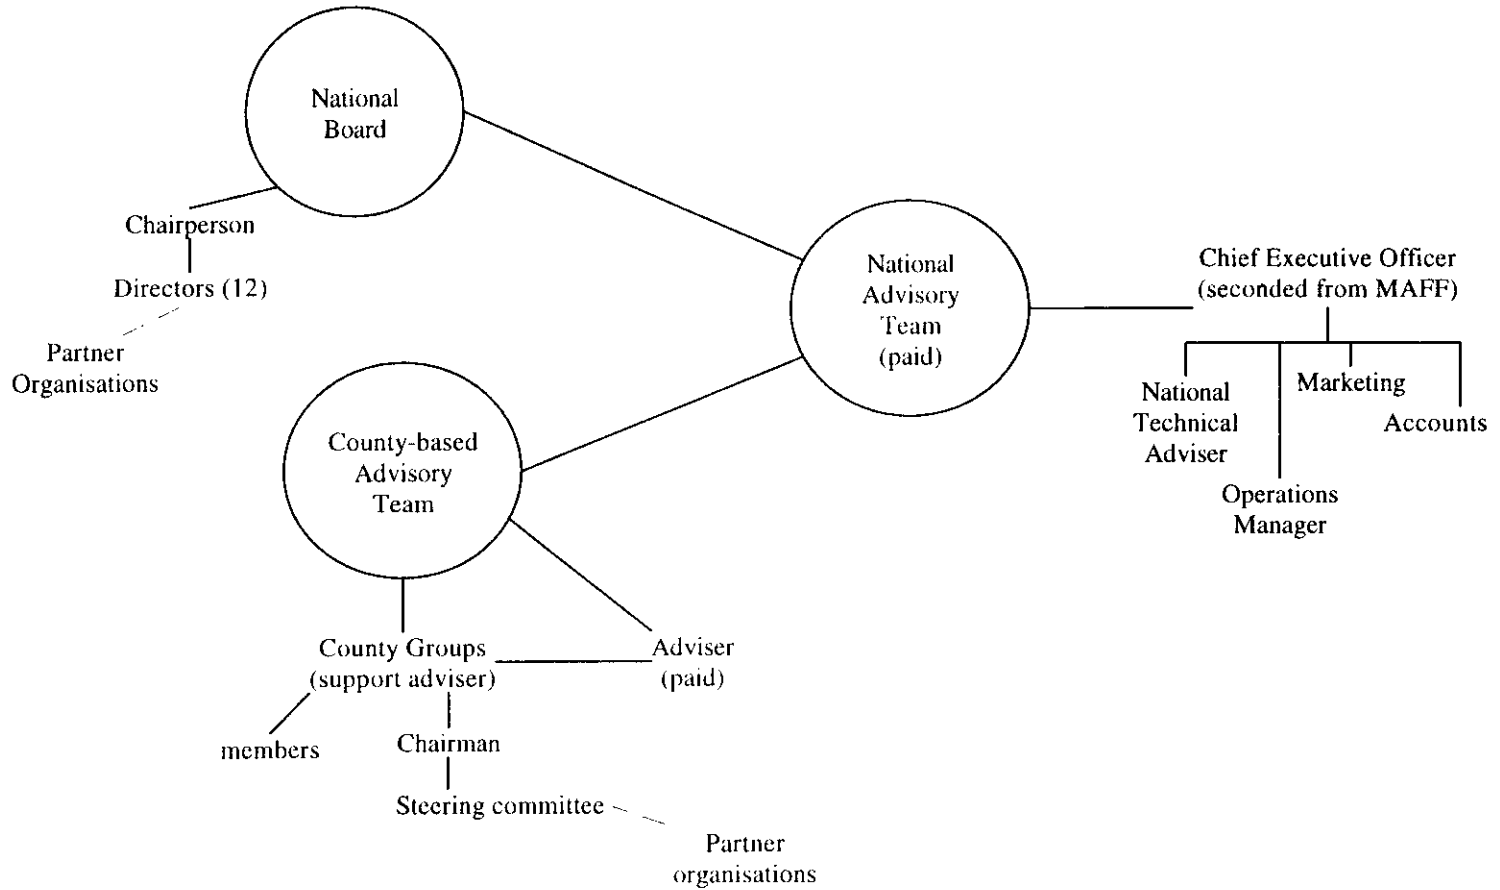 National
Board
Chairperson
Directors (12)
Partner
Organisations
National
Advisory
Team
(paid)
Chief Executive Officer
(seconded from MAFF)
National
Technical
Adviser
Operations
Manager
Marketing
Accounts
County-based
Advisory
Team
County Groups
(support adviser)
Adviser
(paid)
members
Chairman
Steering committee
Partner
organisations